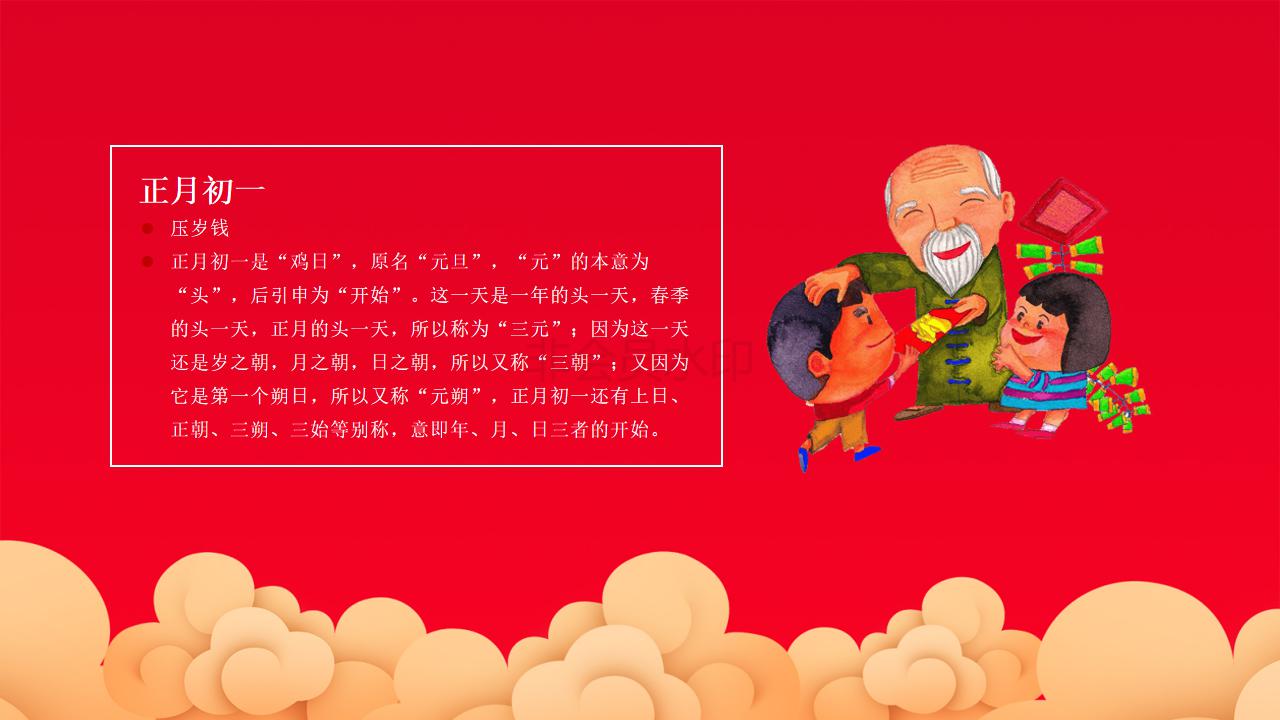 正月初一
压岁钱
正月初一是“鸡日”，原名“元旦”，“元”的本意为
“头”，后引申为“开始”。这一天是一年的头一天，春季
的头一天，正月的头一天，所以称为“三元”；因为这一天
还是岁之朝，月之朝，日之朝，所以又称“三朝”；又因为
它是第一个朔日，所以又称“元朔”，正月初一还有上日、
正朝、三朔、三始等别称，意即年、月、日三者的开始。
非会员水印